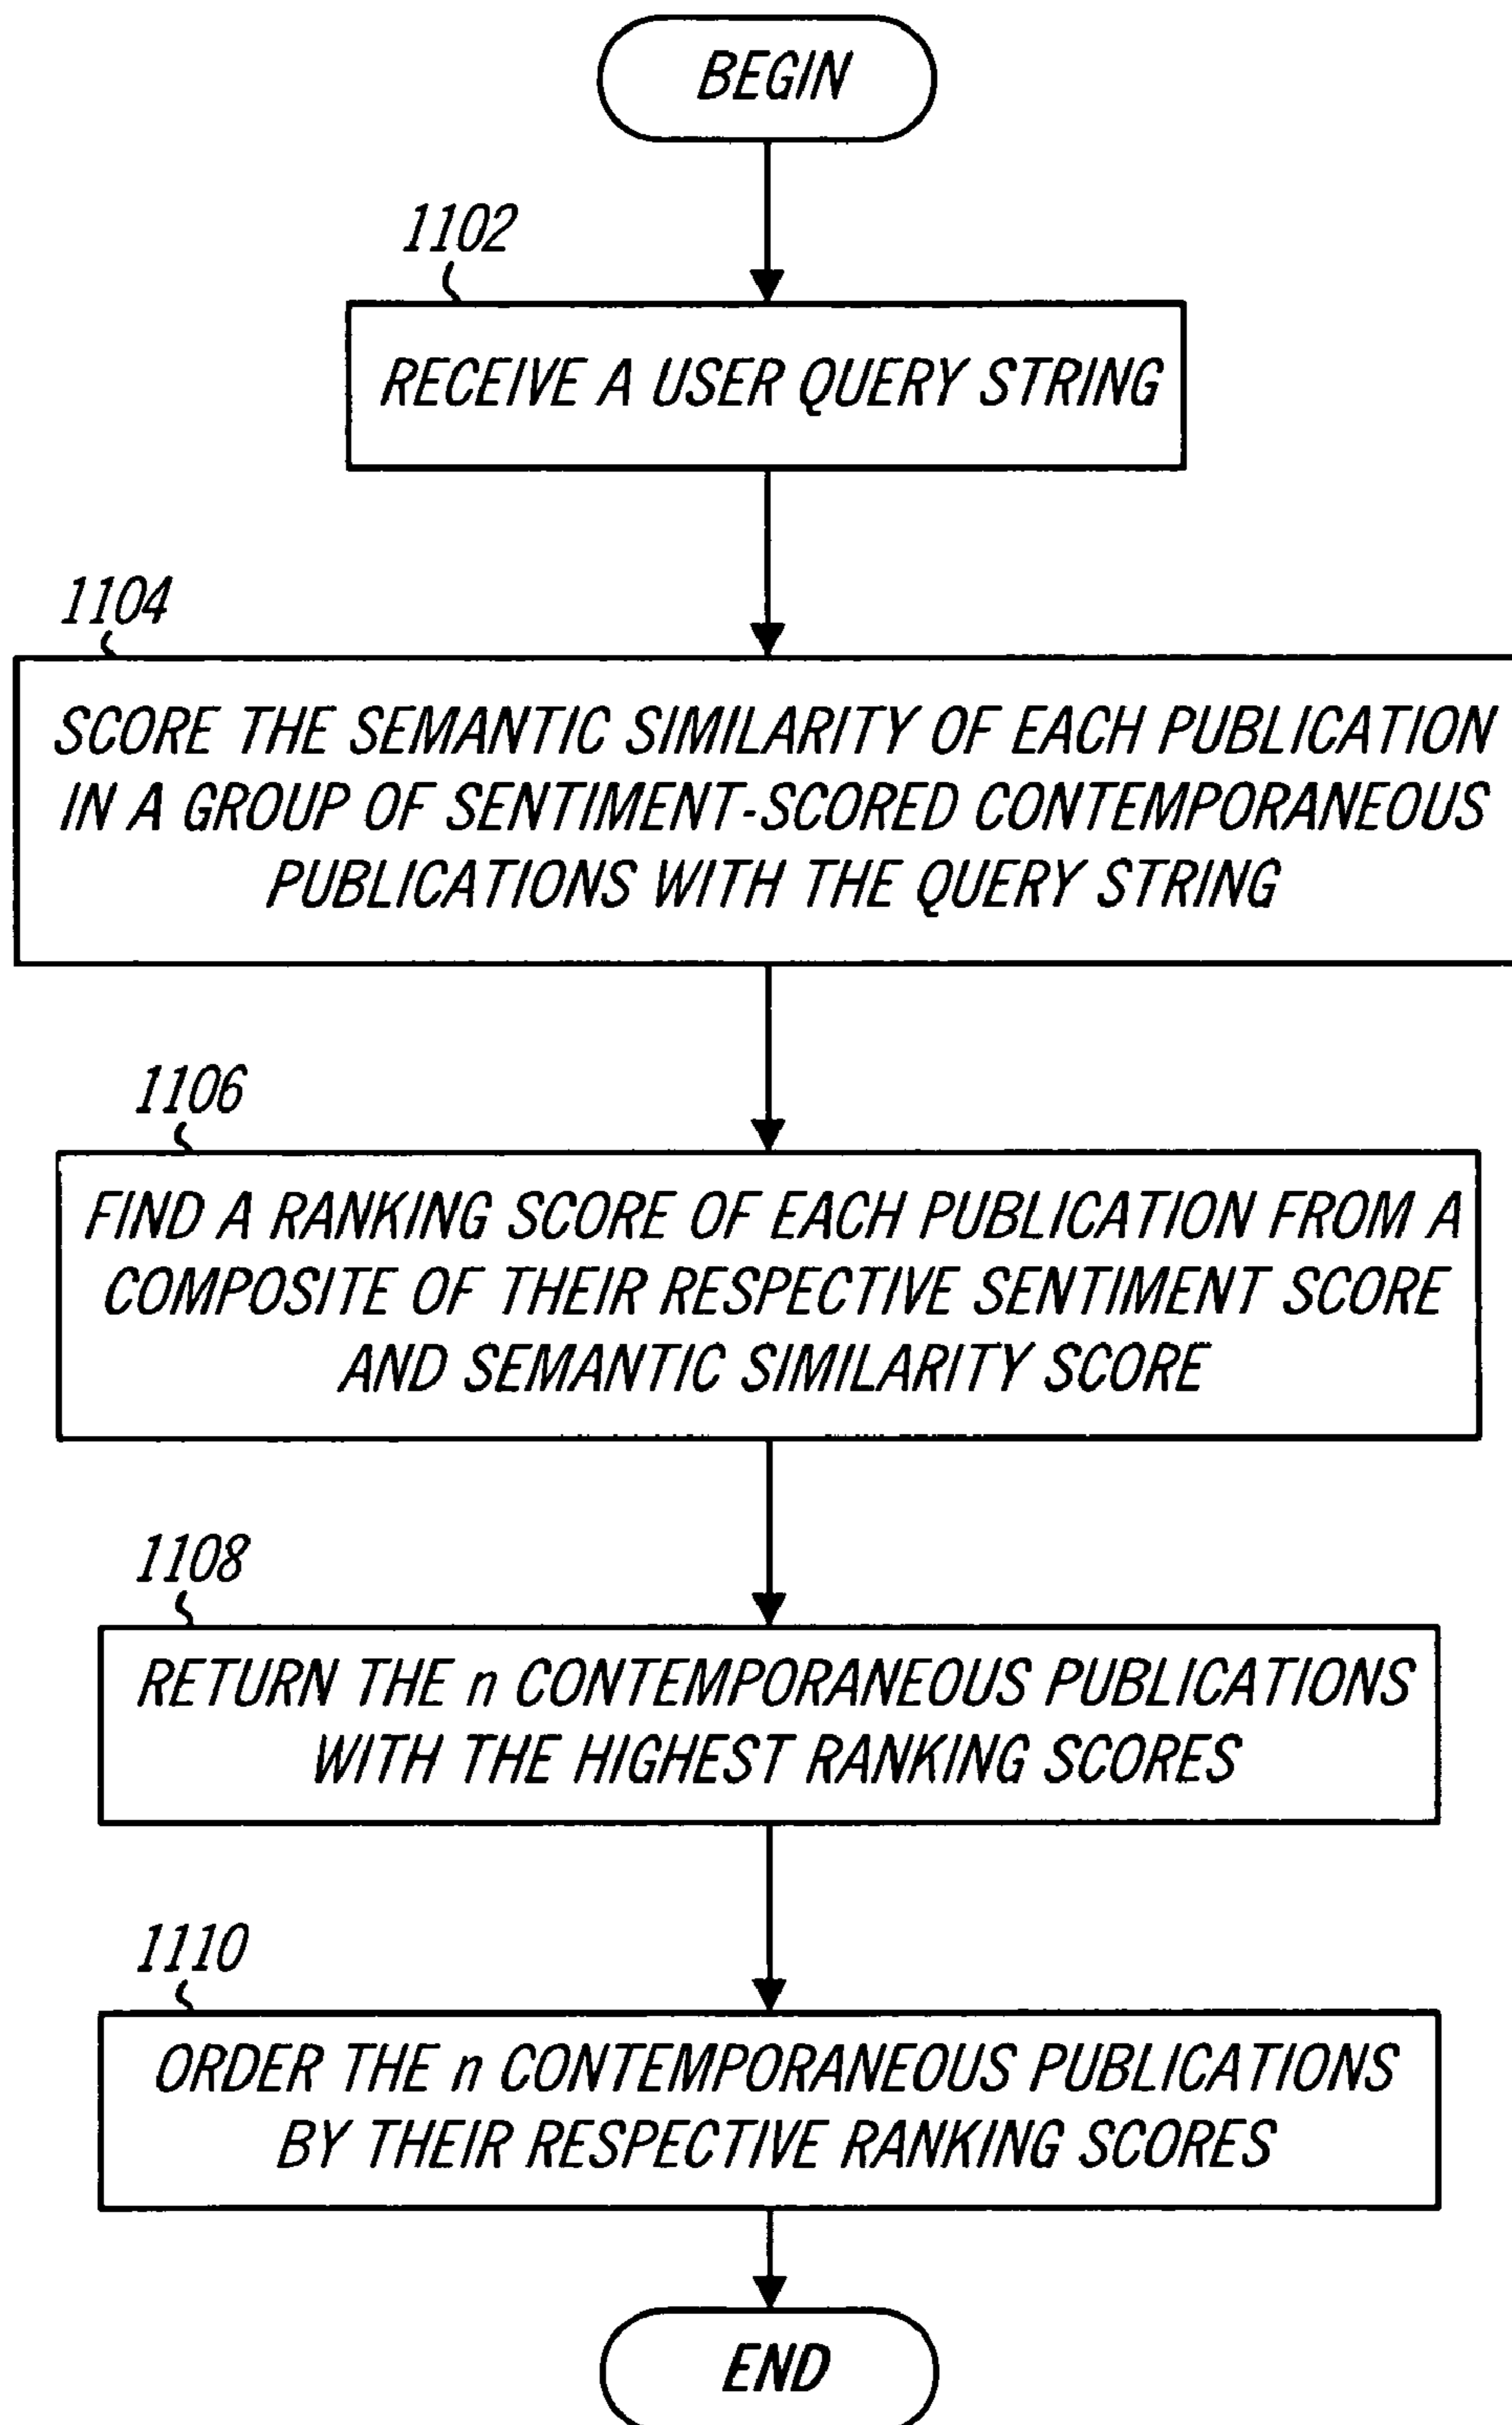 BEGIN
1102
RECEIVE A USER QUERY STRING
1104
SCORE THE SEMANTIC SIMILARITY OF EACH PUBLICATION
IN A GROUP OF SENTIMENT-SCORED CONTEMPORANEOUS
PUBLICATIONS WITH THE QUERY STRING
1106
FIND A RANKING SCORE OF EACH PUBLICATION FROM A
COMPOSITE OF THEIR RESPECTIVE SENTIMENT SCORE
AND SEMANTIC SIMILARITY SCORE
1108
RETURN THE n CONTEMPORANEOUS PUBLICATIONS
WITH THE HIGHEST RANKING SCORES
1110
ORDER THE n CONTEMPORANEOUS PUBLICATIONS
BY THEIR RESPECTIVE RANKING SCORES
END